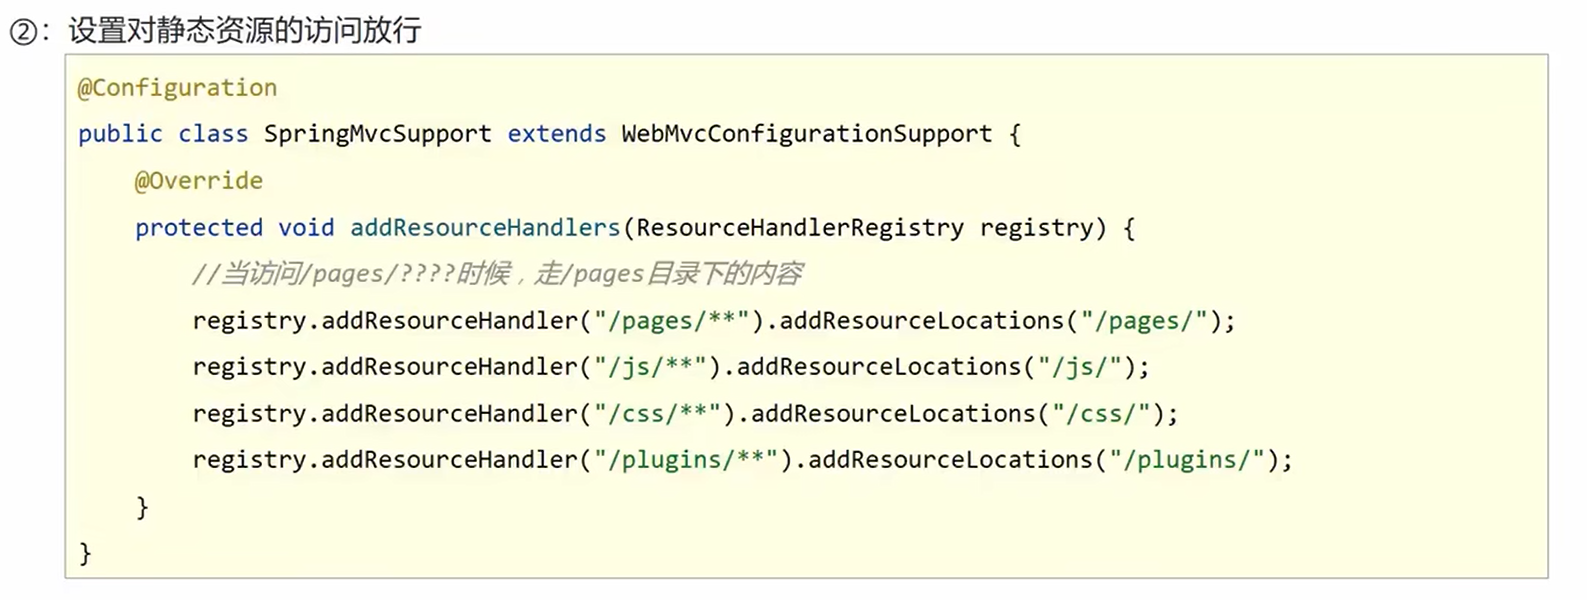 ②：设置对静态资源的访问放行
@Configuration
public class SpringMvcSupport extends WebMvcConfigurationSupport {
    @Override
    protected void addResourceHandlers(ResourceHandlerRegistry registry) {
        //当访问/pages/????时候，走/pages目录下的内容
        registry.addResourceHandler("/pages/**").addResourceLocations("/pages/");
        registry.addResourceHandler("/js/**").addResourceLocations("/js/");
        registry.addResourceHandler("/css/**").addResourceLocations("/css/");
        registry.addResourceHandler("/plugins/**").addResourceLocations("/plugins/");
    }
}